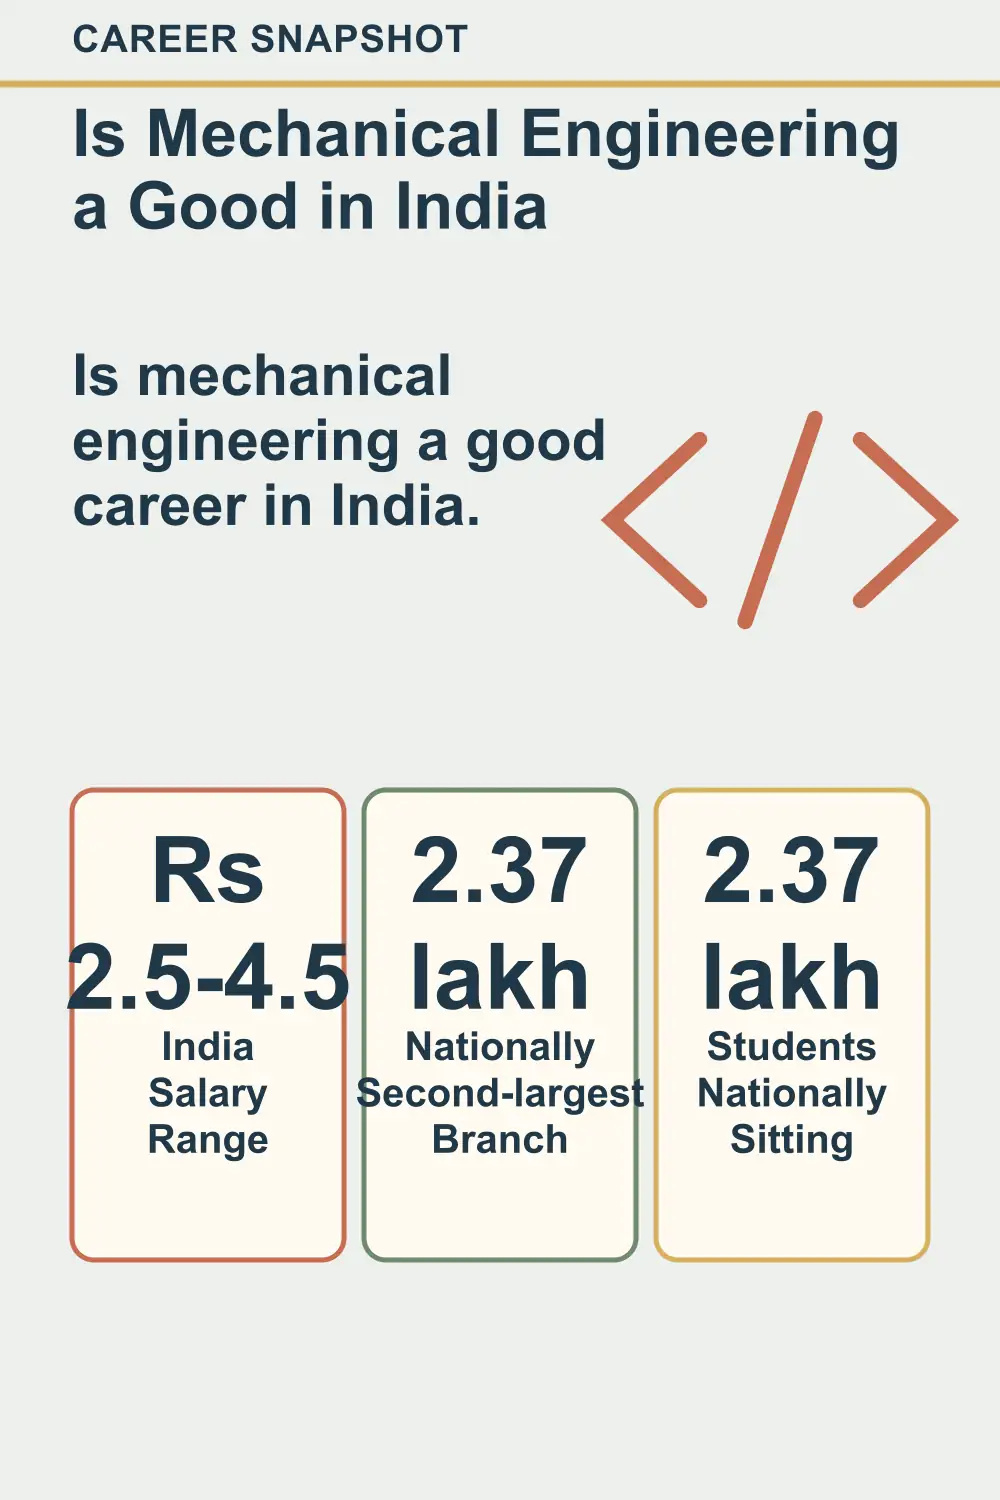 CAREER SNAPSHOT
Is Mechanical Engineering
a Good in India
Is mechanical
engineering a good
career in India.
Rs
2.5-4.5
India
Salary
Range
2.37
lakh
Nationally
Second-largest
Branch
2.37
lakh
Students
Nationally
Sitting